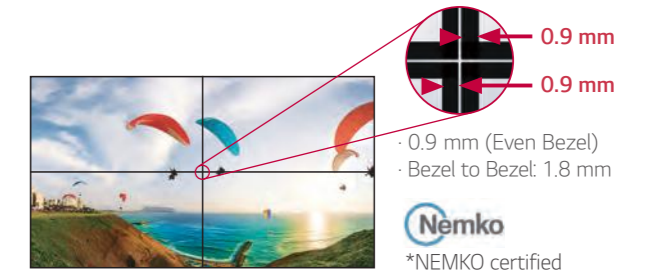 0.9 mm
0.9 mm
· 0.9 mm (Even Bezel)
· Bezel to Bezel: 1.8 mm
Nemko
*NEMKO certified